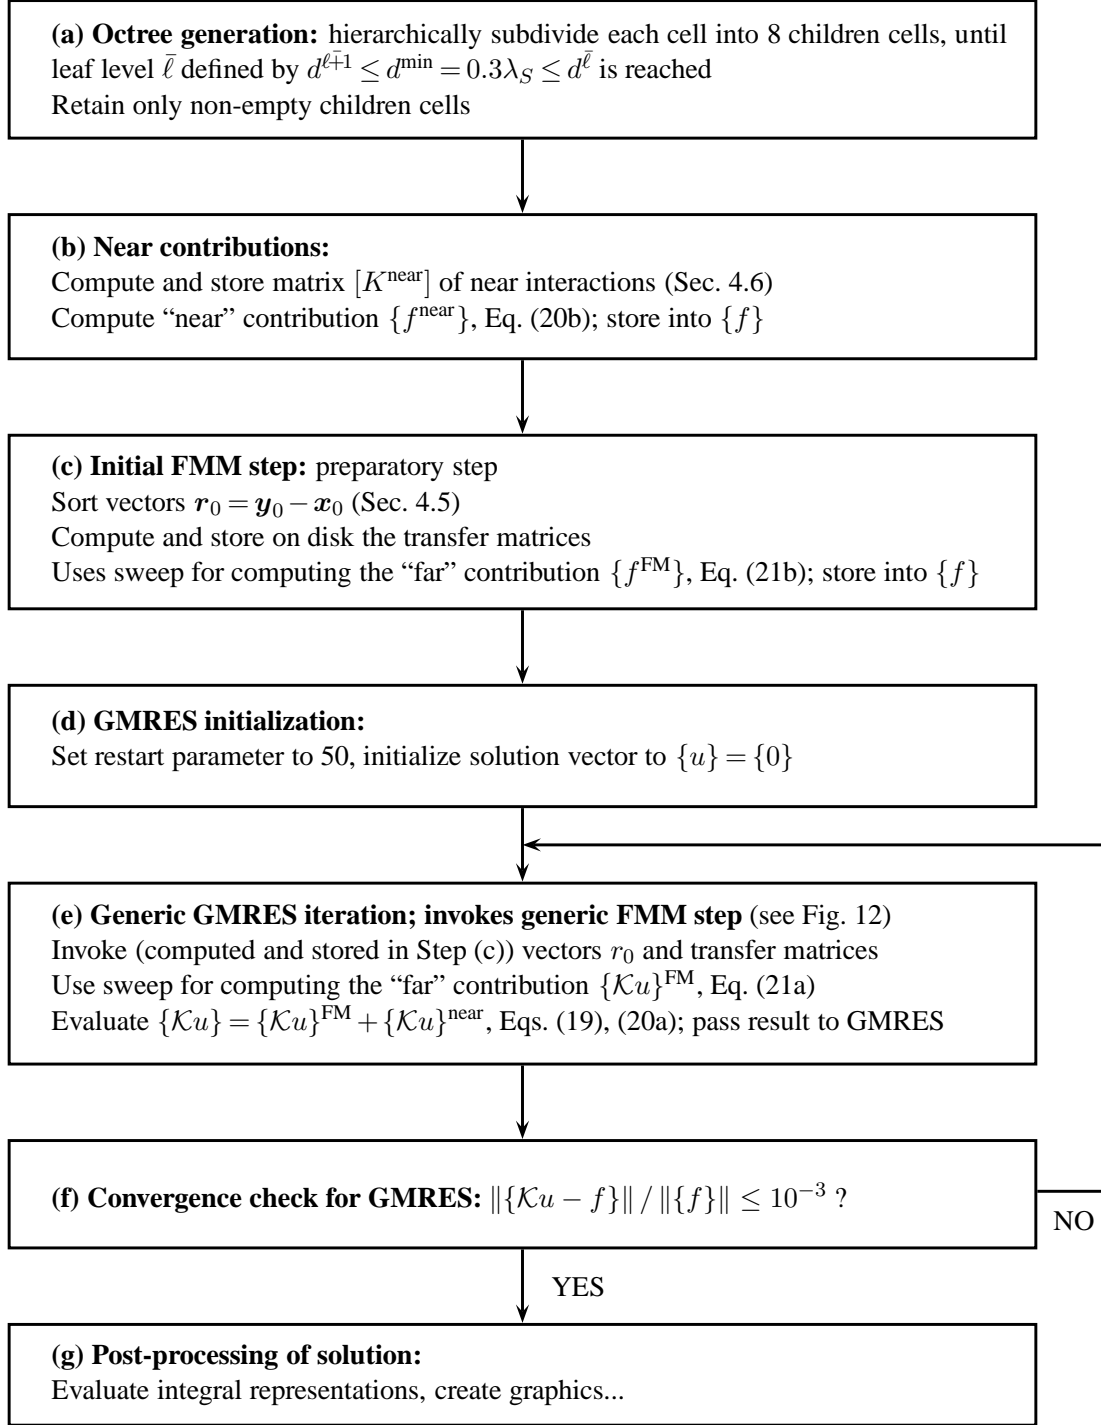 (a) Octree generation: hierarchically subdivide each cell into 8 children cells, until
leaf level ℓ̄ defined by d^{ℓ̄+1} ≤ d^{min} = 0.3λ_S ≤ d^{ℓ̄} is reached
Retain only non-empty children cells
(b) Near contributions:
Compute and store matrix [K^{near}] of near interactions (Sec. 4.6)
Compute “near” contribution {f^{near}}, Eq. (20b); store into {f}
(c) Initial FMM step: preparatory step
Sort vectors r_0 = y_0 − x_0 (Sec. 4.5)
Compute and store on disk the transfer matrices
Uses sweep for computing the “far” contribution {f^{FM}}, Eq. (21b); store into {f}
(d) GMRES initialization:
Set restart parameter to 50, initialize solution vector to {u} = {0}
(e) Generic GMRES iteration; invokes generic FMM step (see Fig. 12)
Invoke (computed and stored in Step (c)) vectors r_0 and transfer matrices
Use sweep for computing the “far” contribution {𝒦u}^{FM}, Eq. (21a)
Evaluate {𝒦u} = {𝒦u}^{FM} + {𝒦u}^{near}, Eqs. (19), (20a); pass result to GMRES
(f) Convergence check for GMRES: ‖{𝒦u − f}‖ / ‖{f}‖ ≤ 10^{−3} ?
NO
YES
(g) Post-processing of solution:
Evaluate integral representations, create graphics...